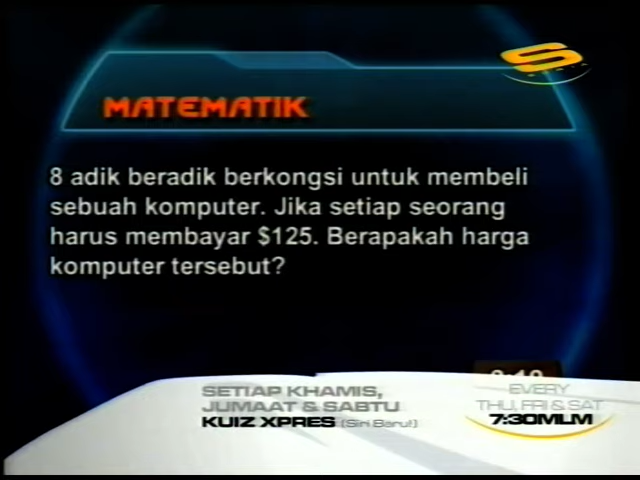 MATEMATIK
8 adik beradik berkongsi untuk membeli
sebuah komputer. Jika setiap seorang
harus membayar $125. Berapakah harga
komputer tersebut?
SETIAP KHAMIS,
JUMAAT & SABTU
KUIZ XPRES (Siri Baru!)
EVERY
THU, FRI & SAT
7:30MLM